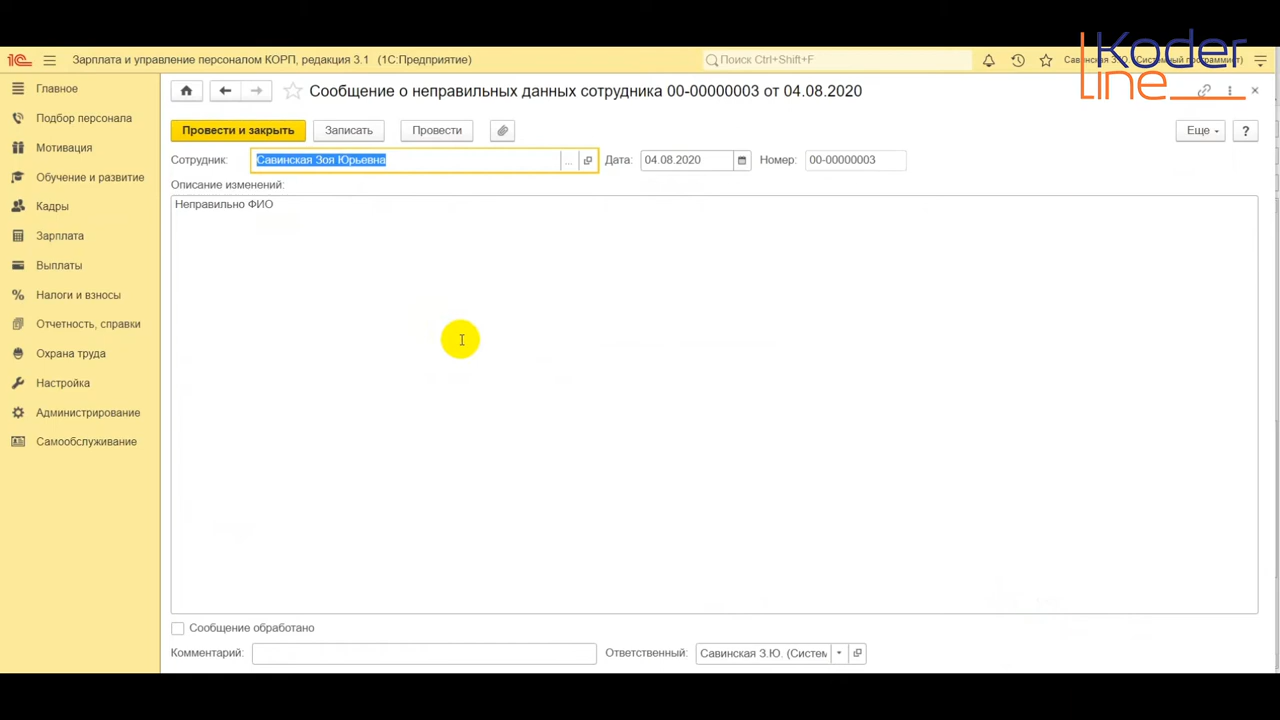 Koder
line
1С Зарплата и управление персоналом КОРП, редакция 3.1 (1С:Предприятие)
Поиск Ctrl+Shift+F
Главное
Подбор персонала
Мотивация
Обучение и развитие
Кадры
Зарплата
Выплаты
Налоги и взносы
Отчетность, справки
Охрана труда
Настройка
Администрирование
Самообслуживание
Сообщение о неправильных данных сотрудника 00-00000003 от 04.08.2020
Провести и закрыть Записать Провести Еще ?
Сотрудник: Савинская Зоя Юрьевна ... Дата: 04.08.2020 Номер: 00-00000003
Описание изменений:
Неправильно ФИО
Сообщение обработано
Комментарий: Ответственный: Савинская З.Ю. (Систем